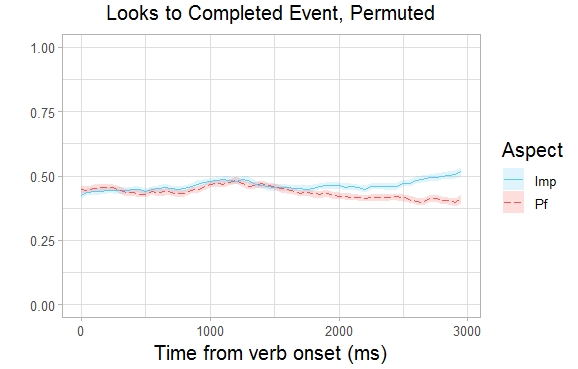 Looks to Completed Event, Permuted
1.00
0.75
0.50
0.25
0.00
0
1000
2000
3000
Time from verb onset (ms)
Aspect
Imp
Pf